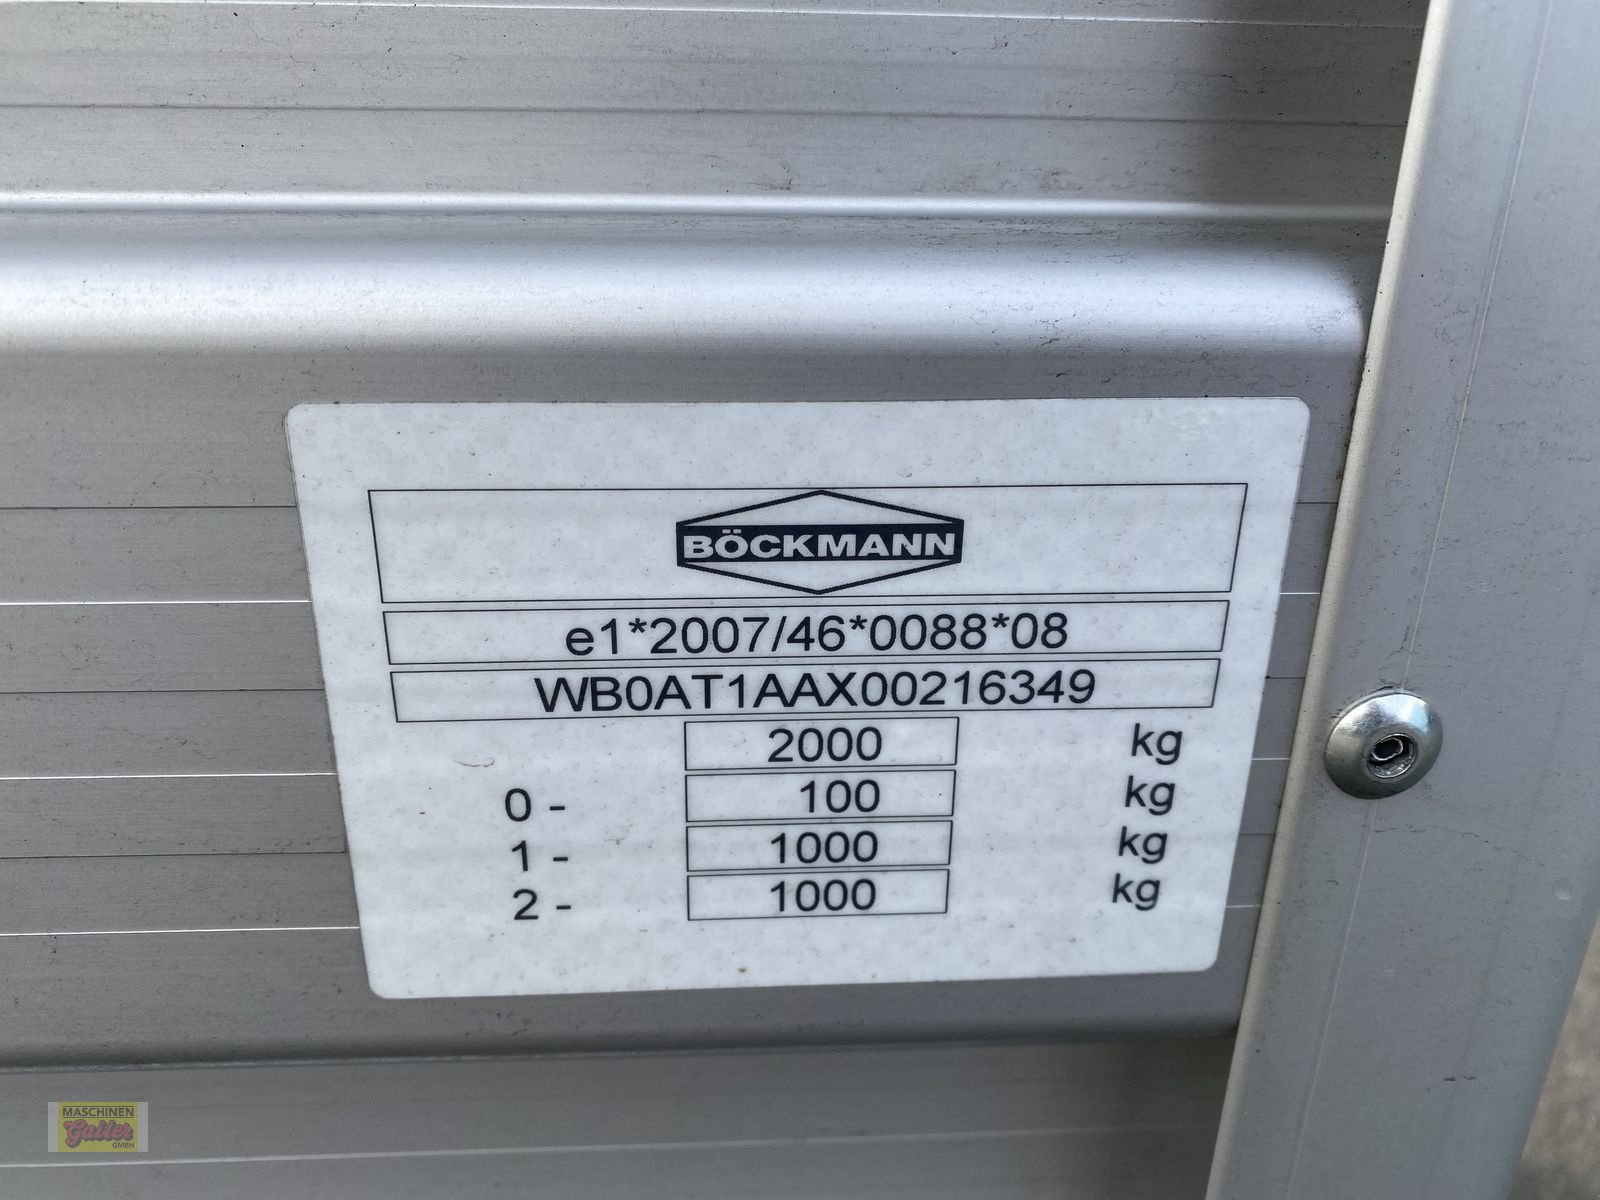 BÖCKMANN
e1*2007/46*0088*08
WB0AT1AAX00216349
2000 kg
0 - 100 kg
1 - 1000 kg
2 - 1000 kg
MASCHINEN
Gailer
GMBH